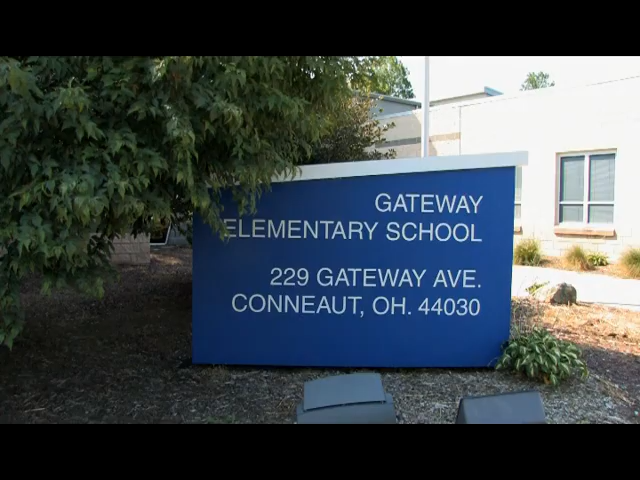 GATEWAY
ELEMENTARY SCHOOL
229 GATEWAY AVE.
CONNEAUT, OH. 44030